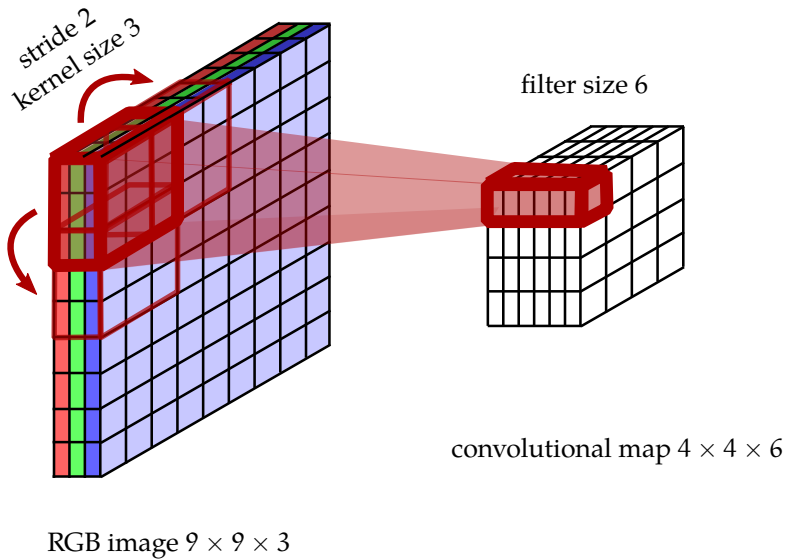 stride 2
kernel size 3
filter size 6
convolutional map 4 × 4 × 6
RGB image 9 × 9 × 3